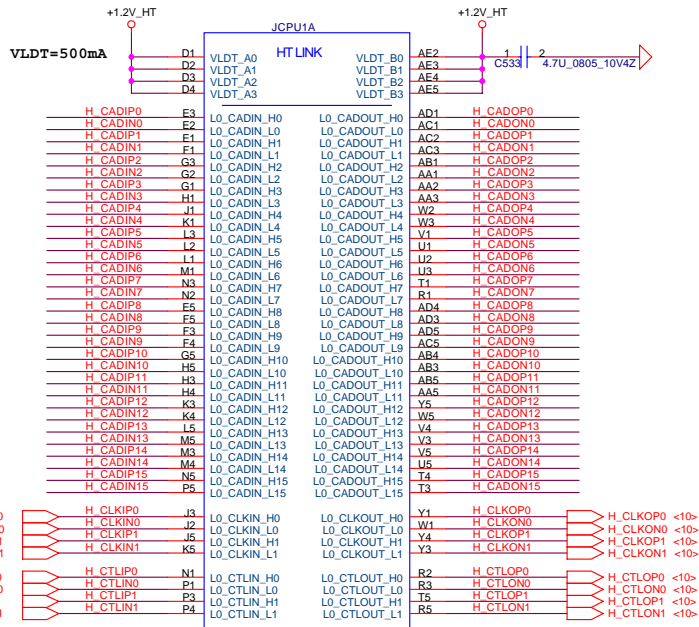 +1.2V_HT +1.2V_HT
JCPU1A
VLDT=500mA
HT LINK
D1 VLDT_A0 VLDT_B0 AE2
D2 VLDT_A1 VLDT_B1 AE3
D3 VLDT_A2 VLDT_B2 AE4
D4 VLDT_A3 VLDT_B3 AE5
1 2
C533 4.7U_0805_10V4Z
H_CADIP0 E3 L0_CADIN_H0 L0_CADOUT_H0 AD1 H_CADOP0
H_CADIN0 E2 L0_CADIN_L0 L0_CADOUT_L0 AC1 H_CADON0
H_CADIP1 E1 L0_CADIN_H1 L0_CADOUT_H1 AC2 H_CADOP1
H_CADIN1 F1 L0_CADIN_L1 L0_CADOUT_L1 AC3 H_CADON1
H_CADIP2 G3 L0_CADIN_H2 L0_CADOUT_H2 AB1 H_CADOP2
H_CADIN2 G2 L0_CADIN_L2 L0_CADOUT_L2 AA1 H_CADON2
H_CADIP3 G1 L0_CADIN_H3 L0_CADOUT_H3 AA2 H_CADOP3
H_CADIN3 H1 L0_CADIN_L3 L0_CADOUT_L3 AA3 H_CADON3
H_CADIP4 J1 L0_CADIN_H4 L0_CADOUT_H4 W2 H_CADOP4
H_CADIN4 K1 L0_CADIN_L4 L0_CADOUT_L4 W3 H_CADON4
H_CADIP5 L3 L0_CADIN_H5 L0_CADOUT_H5 V1 H_CADOP5
H_CADIN5 L2 L0_CADIN_L5 L0_CADOUT_L5 U1 H_CADON5
H_CADIP6 L1 L0_CADIN_H6 L0_CADOUT_H6 U2 H_CADOP6
H_CADIN6 M1 L0_CADIN_L6 L0_CADOUT_L6 U3 H_CADON6
H_CADIP7 N3 L0_CADIN_H7 L0_CADOUT_H7 T1 H_CADOP7
H_CADIN7 N2 L0_CADIN_L7 L0_CADOUT_L7 R1 H_CADON7
H_CADIP8 E5 L0_CADIN_H8 L0_CADOUT_H8 AD4 H_CADOP8
H_CADIN8 F5 L0_CADIN_L8 L0_CADOUT_L8 AD3 H_CADON8
H_CADIP9 F3 L0_CADIN_H9 L0_CADOUT_H9 AD5 H_CADOP9
H_CADIN9 F4 L0_CADIN_L9 L0_CADOUT_L9 AC5 H_CADON9
H_CADIP10 G5 L0_CADIN_H10 L0_CADOUT_H10 AB4 H_CADOP10
H_CADIN10 H5 L0_CADIN_L10 L0_CADOUT_L10 AB3 H_CADON10
H_CADIP11 H3 L0_CADIN_H11 L0_CADOUT_H11 AB5 H_CADOP11
H_CADIN11 H4 L0_CADIN_L11 L0_CADOUT_L11 AA5 H_CADON11
H_CADIP12 K3 L0_CADIN_H12 L0_CADOUT_H12 Y5 H_CADOP12
H_CADIN12 K4 L0_CADIN_L12 L0_CADOUT_L12 W5 H_CADON12
H_CADIP13 L5 L0_CADIN_H13 L0_CADOUT_H13 V4 H_CADOP13
H_CADIN13 M5 L0_CADIN_L13 L0_CADOUT_L13 V3 H_CADON13
H_CADIP14 M3 L0_CADIN_H14 L0_CADOUT_H14 V5 H_CADOP14
H_CADIN14 M4 L0_CADIN_L14 L0_CADOUT_L14 U5 H_CADON14
H_CADIP15 N5 L0_CADIN_H15 L0_CADOUT_H15 T4 H_CADOP15
H_CADIN15 P5 L0_CADIN_L15 L0_CADOUT_L15 T3 H_CADON15
H_CLKIP0 J3 L0_CLKIN_H0 L0_CLKOUT_H0 Y1 H_CLKOP0 H_CLKOP0 <10>
H_CLKIN0 J2 L0_CLKIN_L0 L0_CLKOUT_L0 W1 H_CLKON0 H_CLKON0 <10>
H_CLKIP1 J5 L0_CLKIN_H1 L0_CLKOUT_H1 Y4 H_CLKOP1 H_CLKOP1 <10>
H_CLKIN1 K5 L0_CLKIN_L1 L0_CLKOUT_L1 Y3 H_CLKON1 H_CLKON1 <10>
H_CTLIP0 N1 L0_CTLIN_H0 L0_CTLOUT_H0 R2 H_CTLOP0 H_CTLOP0 <10>
H_CTLIN0 P1 L0_CTLIN_L0 L0_CTLOUT_L0 R3 H_CTLON0 H_CTLON0 <10>
H_CTLIP1 P3 L0_CTLIN_H1 L0_CTLOUT_H1 T5 H_CTLOP1 H_CTLOP1 <10>
H_CTLIN1 P4 L0_CTLIN_L1 L0_CTLOUT_L1 R5 H_CTLON1 H_CTLON1 <10>